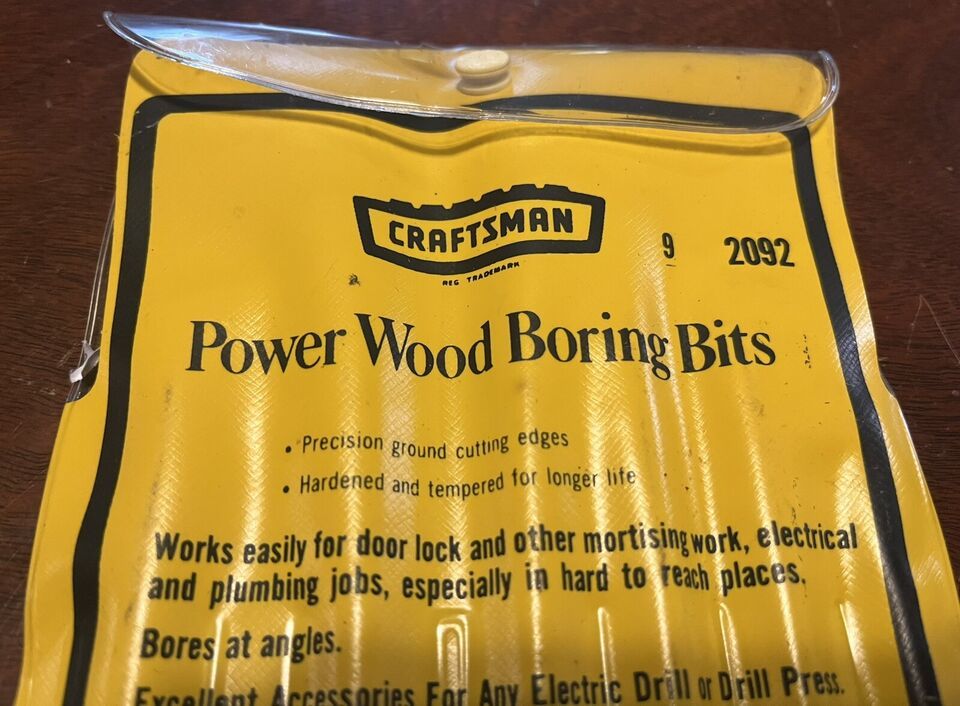 CRAFTSMAN
REG TRADEMARK
9 2092
Power Wood Boring Bits
• Precision ground cutting edges
• Hardened and tempered for longer life
Works easily for door lock and other mortising work, electrical
and plumbing jobs, especially in hard to reach places.
Bores at angles.
Excellent Accessories For Any Electric Drill or Drill Press.